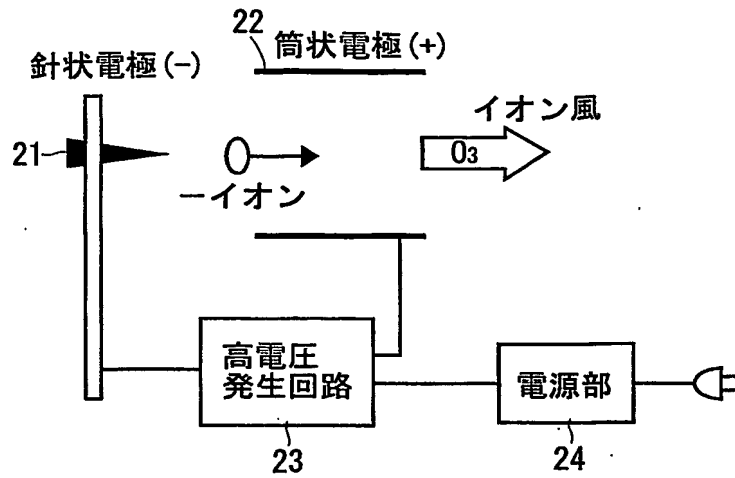 22
筒状電極(+)
針状電極(-)
イオン風
21
O₃
ーイオン
高電圧
発生回路
電源部
23
24